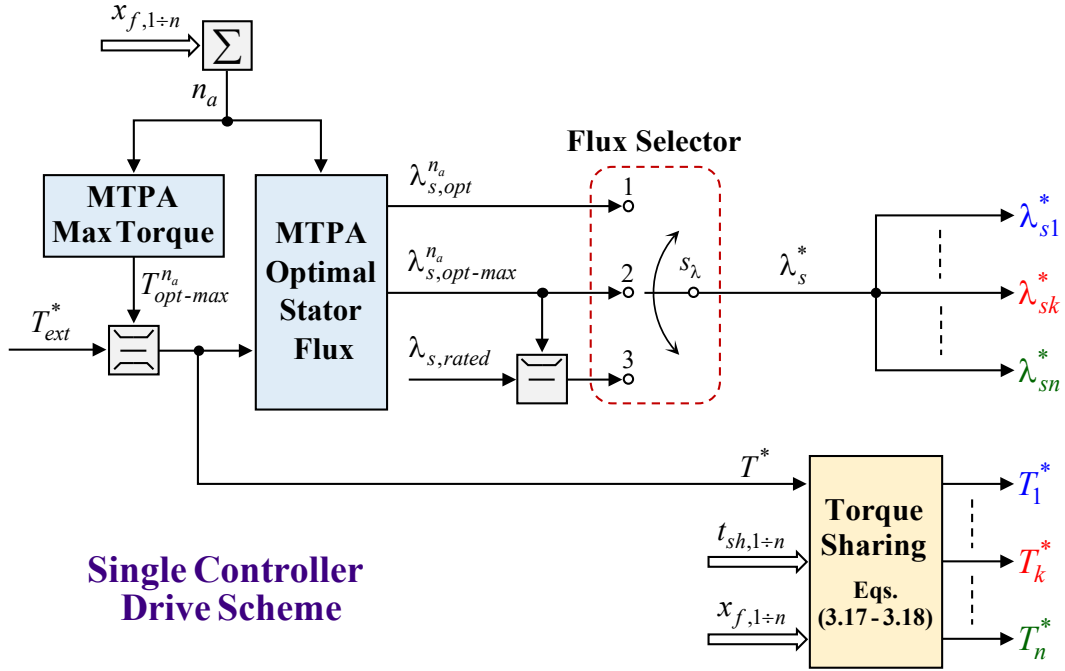 x_{f,1÷n}
Σ
n_a
Flux Selector
MTPA
Max Torque
T^{n_a}_{opt-max}
T^*_{ext}
MTPA
Optimal
Stator
Flux
λ^{n_a}_{s,opt}
λ^{n_a}_{s,opt-max}
λ_{s,rated}
1
2
3
s_λ
λ^*_s
λ^*_{s1}
λ^*_{sk}
λ^*_{sn}
T^*
t_{sh,1÷n}
x_{f,1÷n}
Torque
Sharing
Eqs.
(3.17 - 3.18)
T^*_1
T^*_k
T^*_n
Single Controller
Drive Scheme